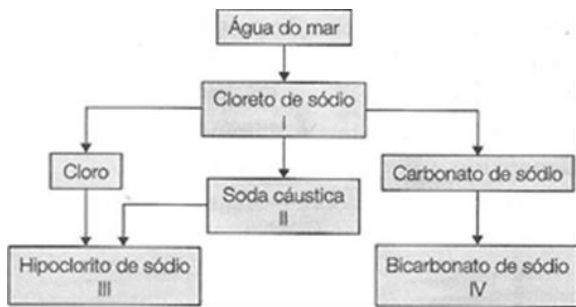 Água do mar
Cloreto de sódio
I
Cloro
Carbonato de sódio
Soda cáustica
II
Hipoclorito de sódio
III
Bicarbonato de sódio
IV